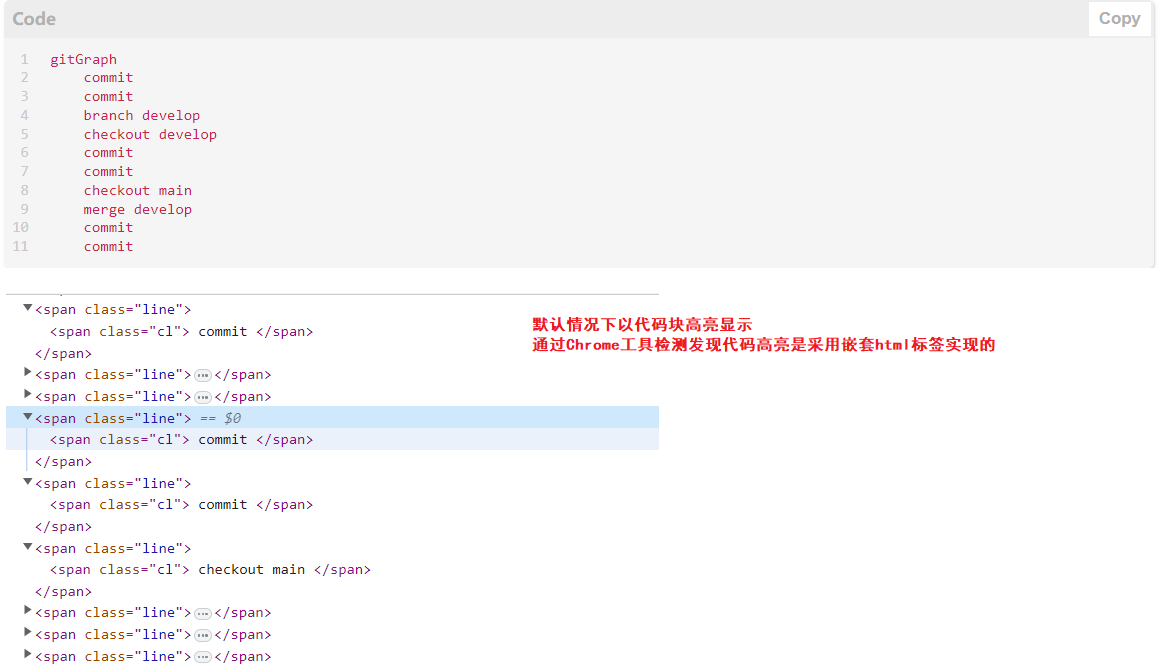 Code
Copy
1 gitGraph
2 commit
3 commit
4 branch develop
5 checkout develop
6 commit
7 commit
8 checkout main
9 merge develop
10 commit
11 commit
<span class="line">
<span class="cl"> commit </span>
</span>
<span class="line">…</span>
<span class="line">…</span>
<span class="line"> == $0
<span class="cl"> commit </span>
</span>
<span class="line">
<span class="cl"> commit </span>
</span>
<span class="line">
<span class="cl"> checkout main </span>
</span>
<span class="line">…</span>
<span class="line">…</span>
<span class="line">…</span>
默认情况下以代码块高亮显示
通过Chrome工具检测发现代码高亮是采用嵌套html标签实现的